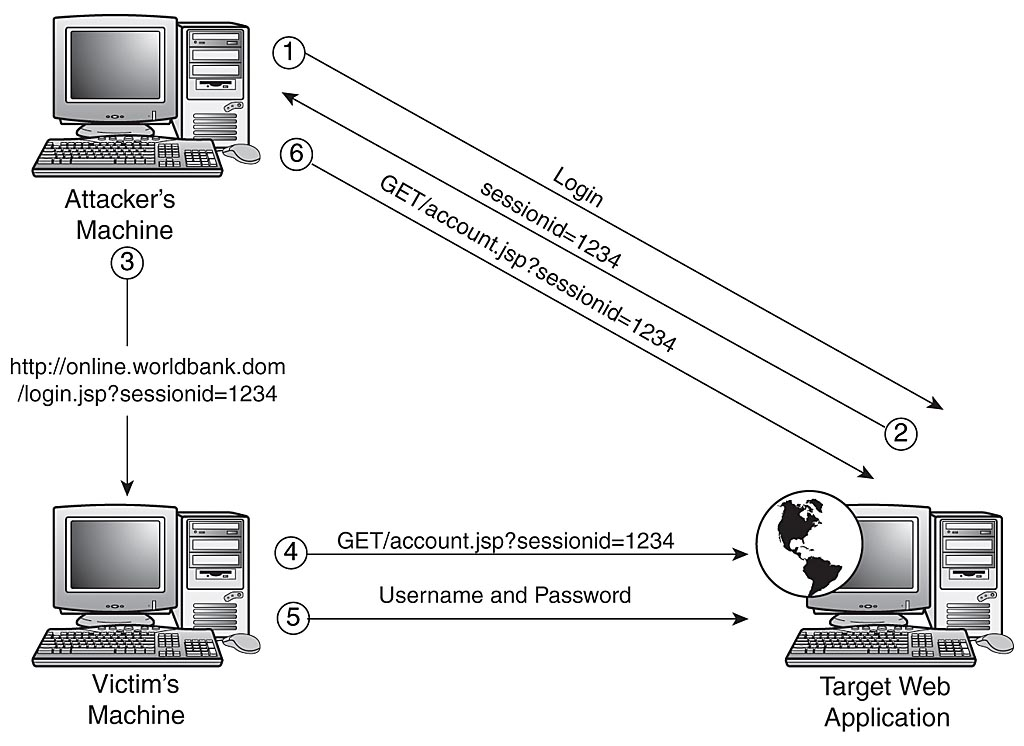 1
Login
sessionid=1234
6
GET/account.jsp?sessionid=1234
Attacker's
Machine
3
http://online.worldbank.dom
/login.jsp?sessionid=1234
2
4
GET/account.jsp?sessionid=1234
5
Username and Password
Victim's
Machine
Target Web
Application